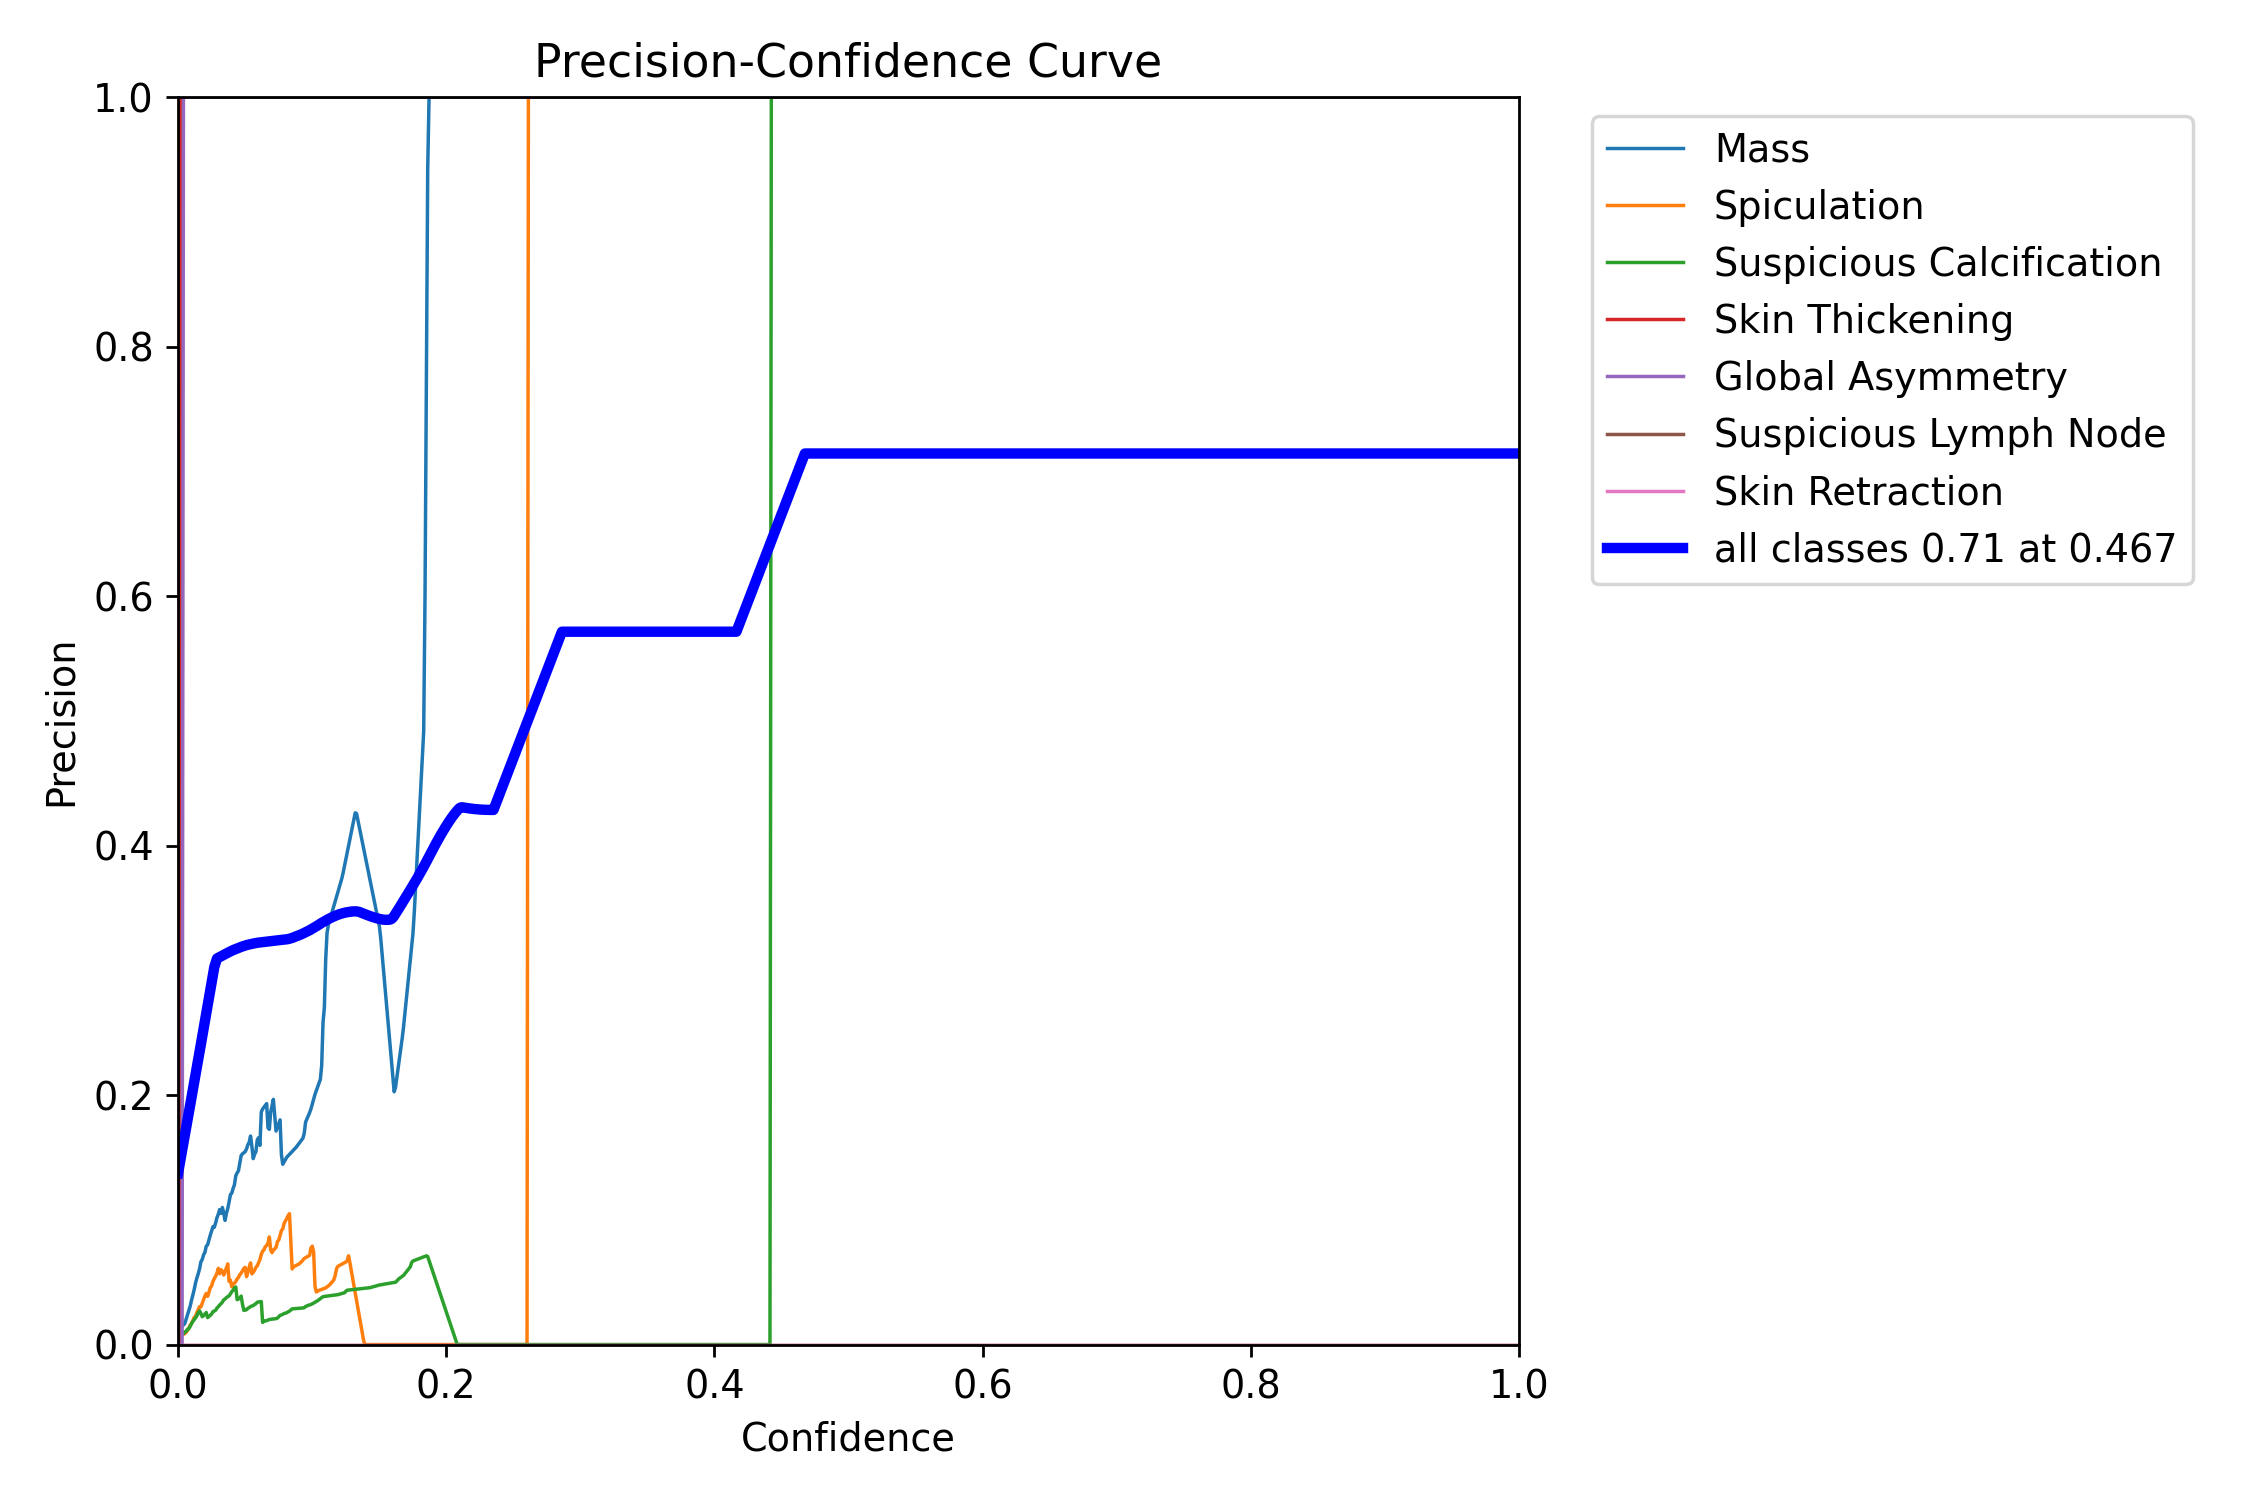 Precision-Confidence Curve
1.0
0.8
0.6
0.4
0.2
0.0
Precision
0.0 0.2 0.4 0.6 0.8 1.0
Confidence
Mass
Spiculation
Suspicious Calcification
Skin Thickening
Global Asymmetry
Suspicious Lymph Node
Skin Retraction
all classes 0.71 at 0.467